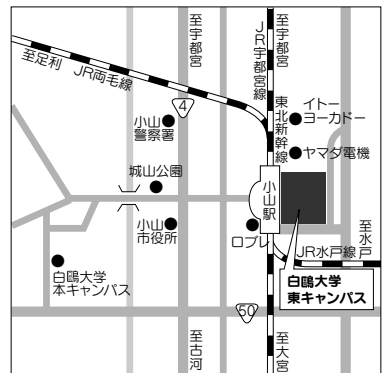 至足利
JR両毛線
至宇都宮
4
JR宇都宮線
至宇都宮
東北新幹線
イトー
ヨーカドー
ヤマダ電機
小山
警察署
城山公園
小山駅
小山
市役所
ロブレ
至水戸
JR水戸線
白鷗大学
本キャンパス
白鷗大学
東キャンパス
50
至古河
至大宮